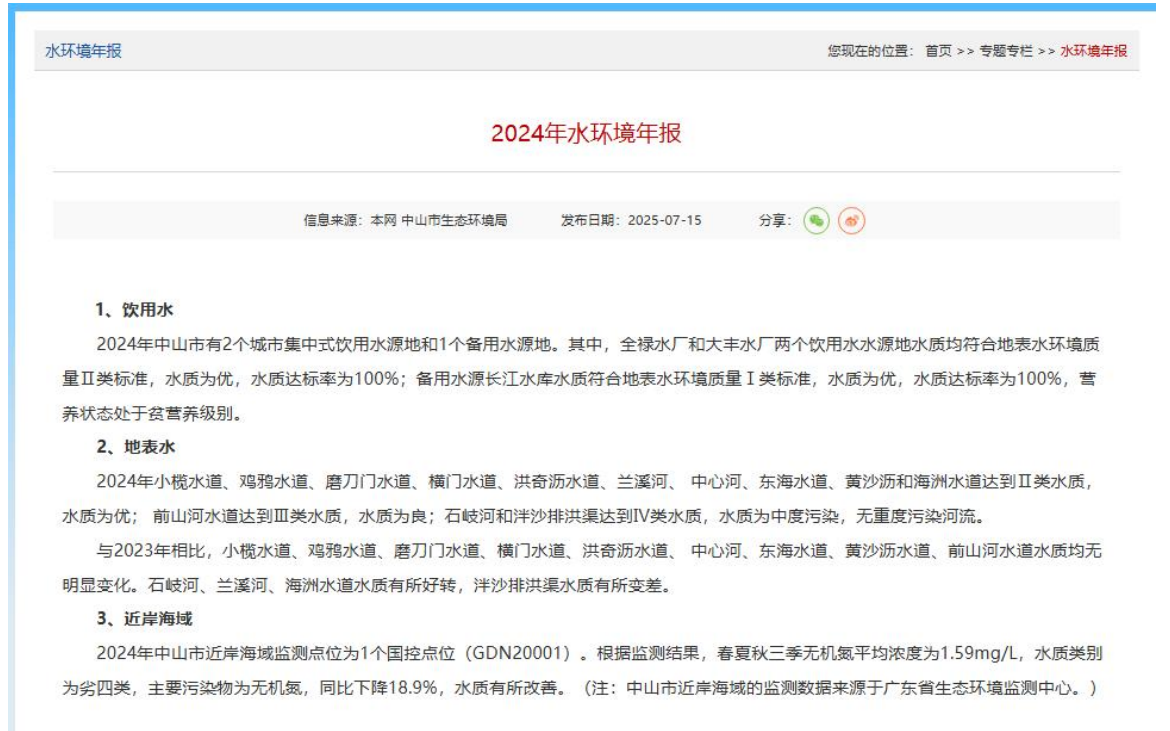 水环境年报
您现在的位置： 首页 >> 专题专栏 >> 水环境年报
2024年水环境年报
信息来源：本网 中山市生态环境局 发布日期：2025-07-15 分享：
1、饮用水
2024年中山市有2个城市集中式饮用水源地和1个备用水源地。其中，全禄水厂和大丰水厂两个饮用水水源地水质均符合地表水环境质
量Ⅱ类标准，水质为优，水质达标率为100%；备用水源长江水库水质符合地表水环境质量Ⅰ类标准，水质为优，水质达标率为100%，营
养状态处于贫营养级别。
2、地表水
2024年小榄水道、鸡鸦水道、磨刀门水道、横门水道、洪奇沥水道、兰溪河、 中心河、东海水道、黄沙沥和海洲水道达到Ⅱ类水质，
水质为优； 前山河水道达到Ⅲ类水质，水质为良；石岐河和泮沙排洪渠达到Ⅳ类水质，水质为中度污染，无重度污染河流。
与2023年相比，小榄水道、鸡鸦水道、磨刀门水道、横门水道、洪奇沥水道、 中心河、东海水道、黄沙沥水道、前山河水道水质均无
明显变化。石岐河、兰溪河、海洲水道水质有所好转，泮沙排洪渠水质有所变差。
3、近岸海域
2024年中山市近岸海域监测点位为1个国控点位（GDN20001）。根据监测结果，春夏秋三季无机氮平均浓度为1.59mg/L，水质类别
为劣四类，主要污染物为无机氮，同比下降18.9%，水质有所改善。（注：中山市近岸海域的监测数据来源于广东省生态环境监测中心。）